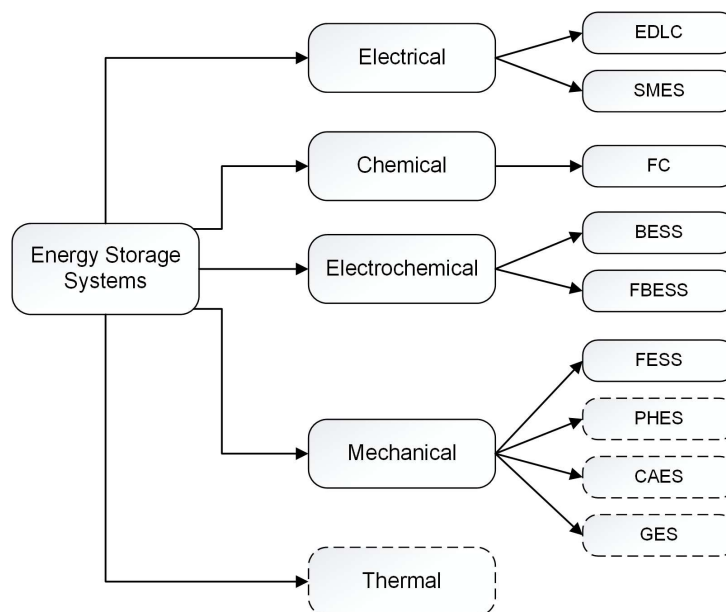 Energy Storage
Systems
Electrical
EDLC
SMES
Chemical
FC
Electrochemical
BESS
FBESS
Mechanical
FESS
PHES
CAES
GES
Thermal